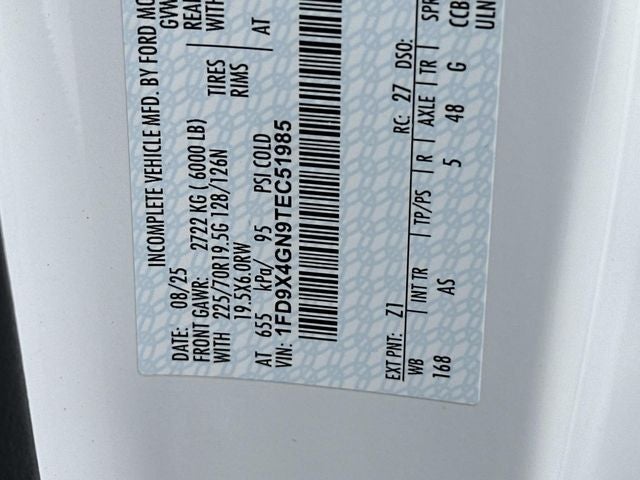 INCOMPLETE VEHICLE MFD. BY FORD MO
DATE: 08/25 GVW
FRONT GAWR: 2722 KG ( 6000 LB) REA
WITH 225/70R19.5G 128/126N TIRES WITH
19.5X6.0RW RIMS
AT 655 kPa/ 95 PSI COLD AT
VIN: 1FD9X4GN9TEC51985
EXT PNT: Z1 RC: 27 DSO:
WB INT TR TP/PS R AXLE TR SPR
168 AS 5 48 G CCB
ULN